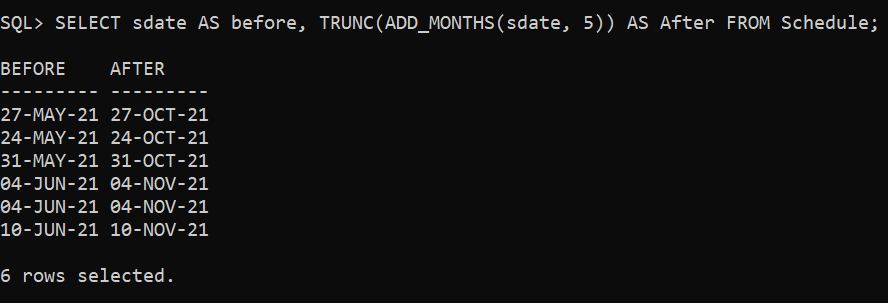 SQL> SELECT sdate AS before, TRUNC(ADD_MONTHS(sdate, 5)) AS After FROM Schedule;
BEFORE    AFTER
--------- ---------
27-MAY-21 27-OCT-21
24-MAY-21 24-OCT-21
31-MAY-21 31-OCT-21
04-JUN-21 04-NOV-21
04-JUN-21 04-NOV-21
10-JUN-21 10-NOV-21
6 rows selected.